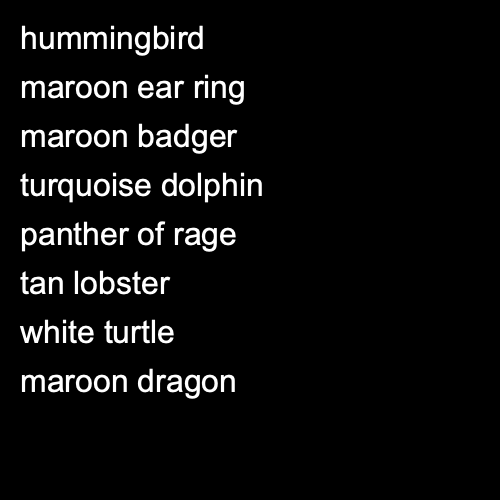 hummingbird
maroon ear ring
maroon badger
turquoise dolphin
panther of rage
tan lobster
white turtle
maroon dragon